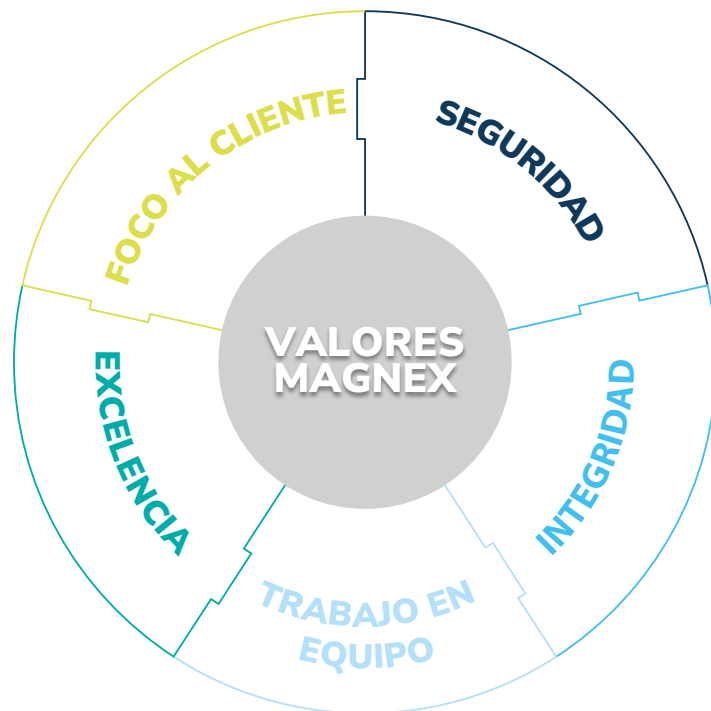 FOCO AL CLIENTE
SEGURIDAD
VALORES
MAGNEX
EXCELENCIA
INTEGRIDAD
TRABAJO EN
EQUIPO